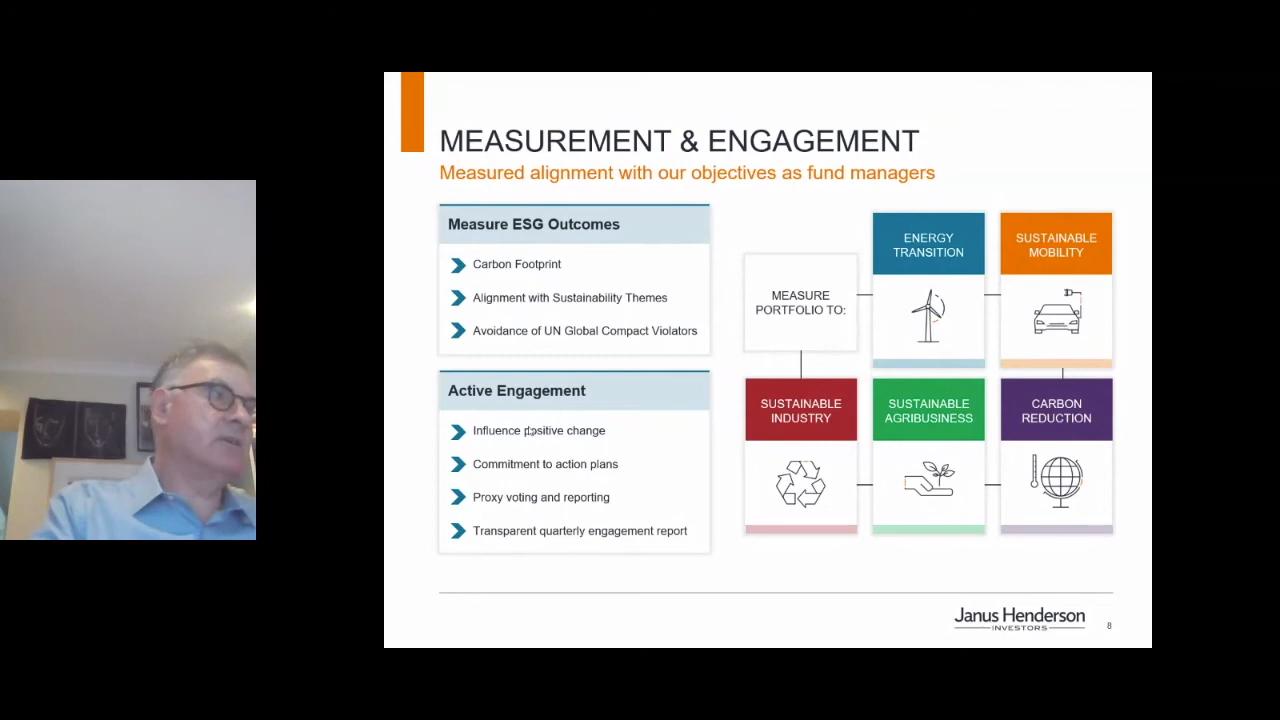 MEASUREMENT & ENGAGEMENT
Measured alignment with our objectives as fund managers
Measure ESG Outcomes
Carbon Footprint
Alignment with Sustainability Themes
Avoidance of UN Global Compact Violators
Active Engagement
Influence positive change
Commitment to action plans
Proxy voting and reporting
Transparent quarterly engagement report
MEASURE
PORTFOLIO TO:
ENERGY
TRANSITION
SUSTAINABLE
MOBILITY
SUSTAINABLE
INDUSTRY
SUSTAINABLE
AGRIBUSINESS
CARBON
REDUCTION
Janus Henderson
INVESTORS
8